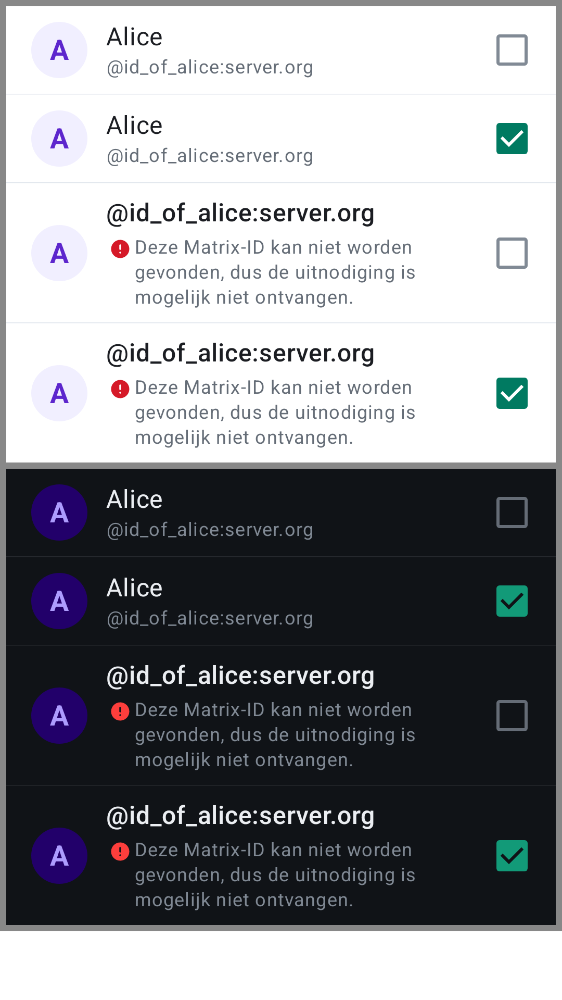 A
Alice
@id_of_alice:server.org
A
Alice
@id_of_alice:server.org
A
@id_of_alice:server.org
Deze Matrix-ID kan niet worden
gevonden, dus de uitnodiging is
mogelijk niet ontvangen.
A
@id_of_alice:server.org
Deze Matrix-ID kan niet worden
gevonden, dus de uitnodiging is
mogelijk niet ontvangen.
A
Alice
@id_of_alice:server.org
A
Alice
@id_of_alice:server.org
A
@id_of_alice:server.org
Deze Matrix-ID kan niet worden
gevonden, dus de uitnodiging is
mogelijk niet ontvangen.
A
@id_of_alice:server.org
Deze Matrix-ID kan niet worden
gevonden, dus de uitnodiging is
mogelijk niet ontvangen.